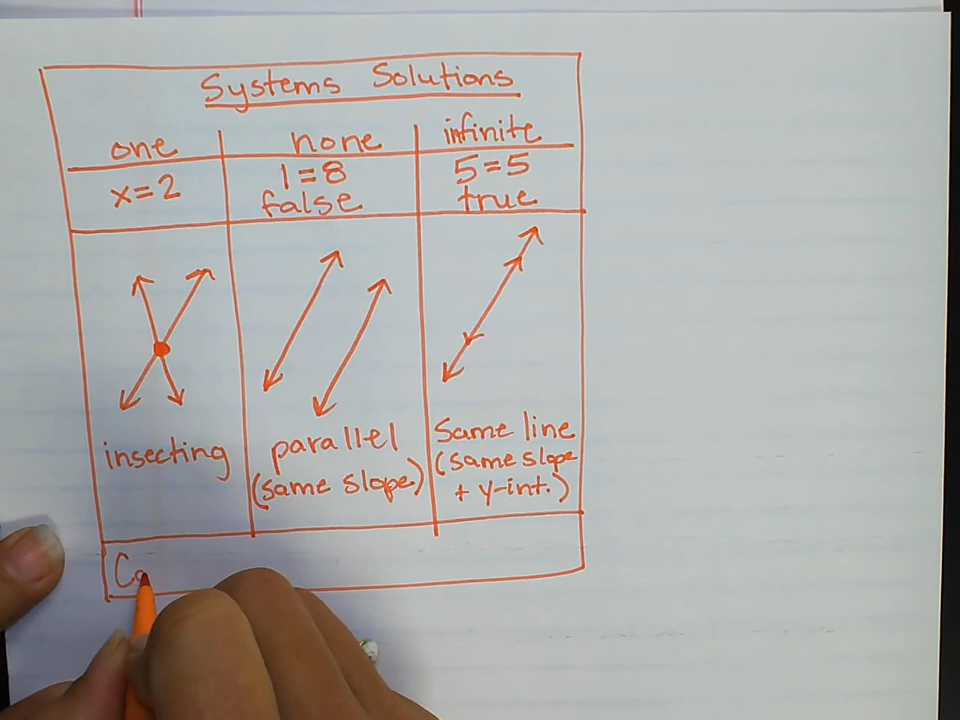 Systems Solutions
one none infinite
x=2 1=8 5=5
false true
insecting parallel same line
(same slope) (same slope
+ y-int.)
Co